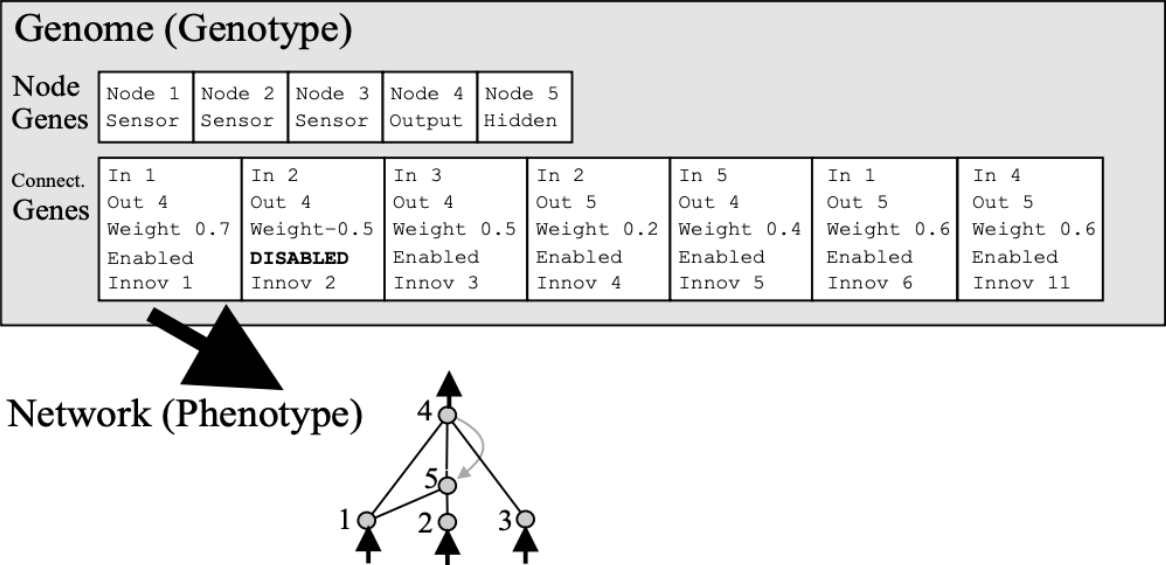 Genome (Genotype)
Node Genes
Node 1 Sensor
Node 2 Sensor
Node 3 Sensor
Node 4 Output
Node 5 Hidden
Connect. Genes
In 1
Out 4
Weight 0.7
Enabled
Innov 1
In 2
Out 4
Weight-0.5
DISABLED
Innov 2
In 3
Out 4
Weight 0.5
Enabled
Innov 3
In 2
Out 5
Weight 0.2
Enabled
Innov 4
In 5
Out 4
Weight 0.4
Enabled
Innov 5
In 1
Out 5
Weight 0.6
Enabled
Innov 6
In 4
Out 5
Weight 0.6
Enabled
Innov 11
Network (Phenotype)
4
5
1
2
3